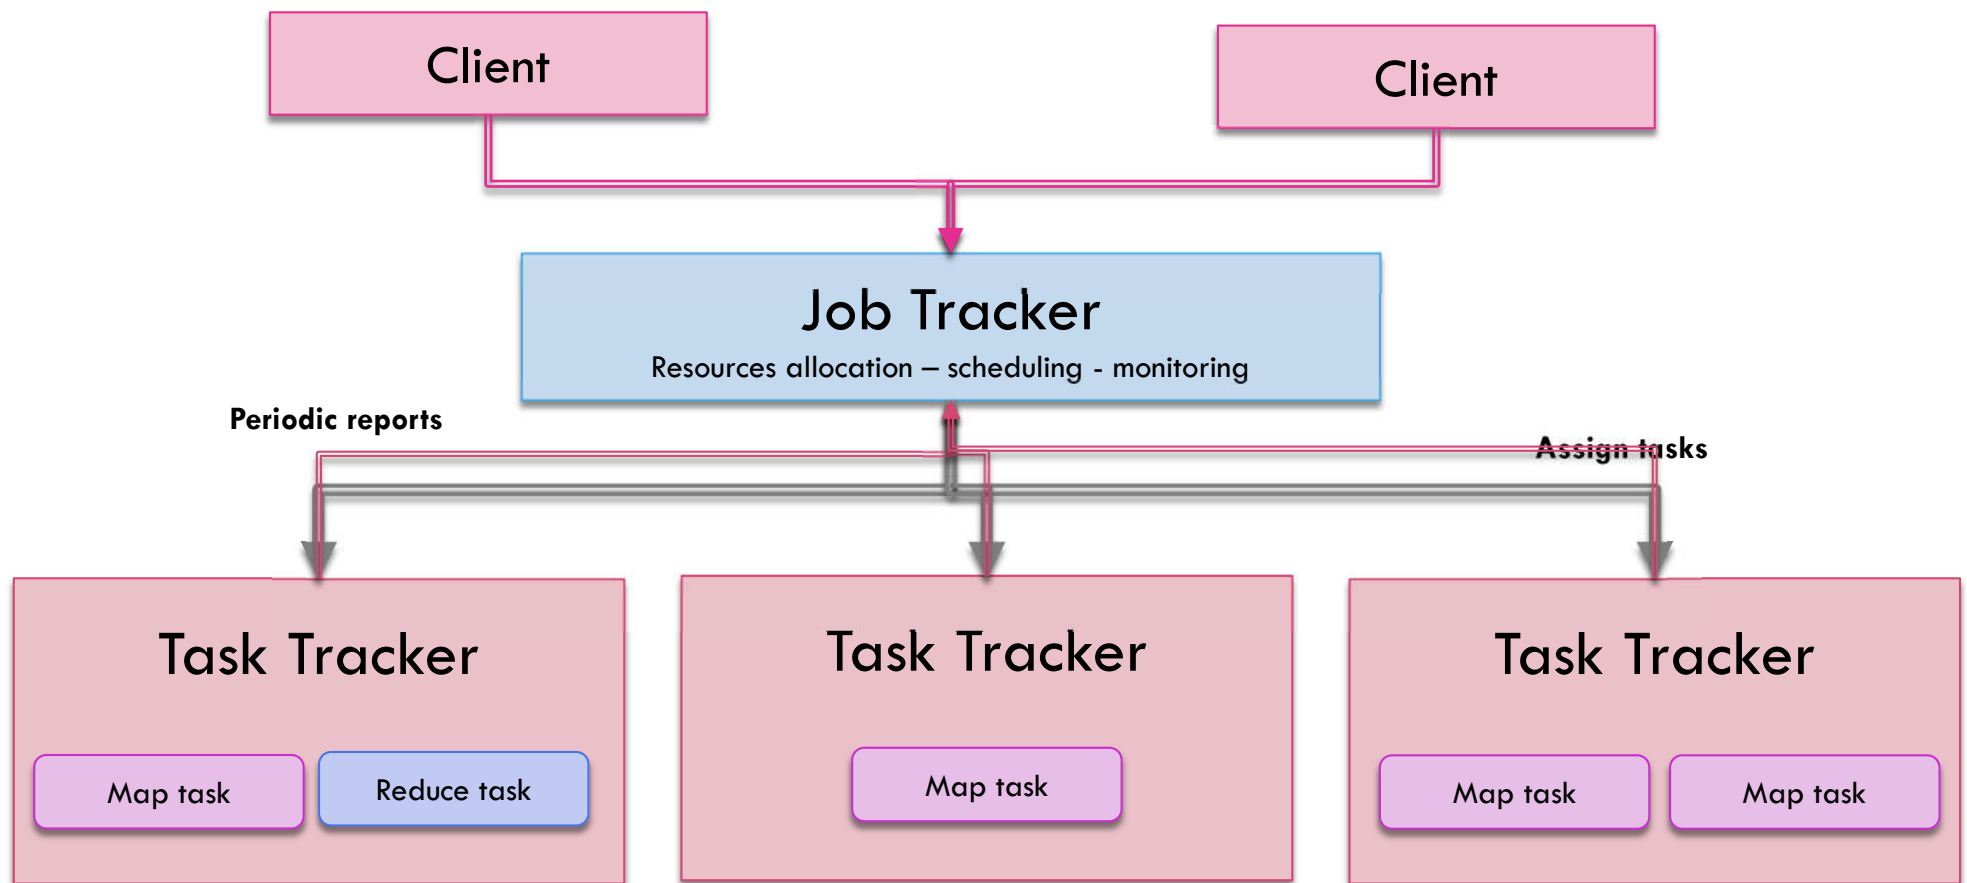 Client
Client
Job Tracker
Resources allocation – scheduling - monitoring
Periodic reports
Assign tasks
Task Tracker
Task Tracker
Task Tracker
Map task
Reduce task
Map task
Map task
Map task